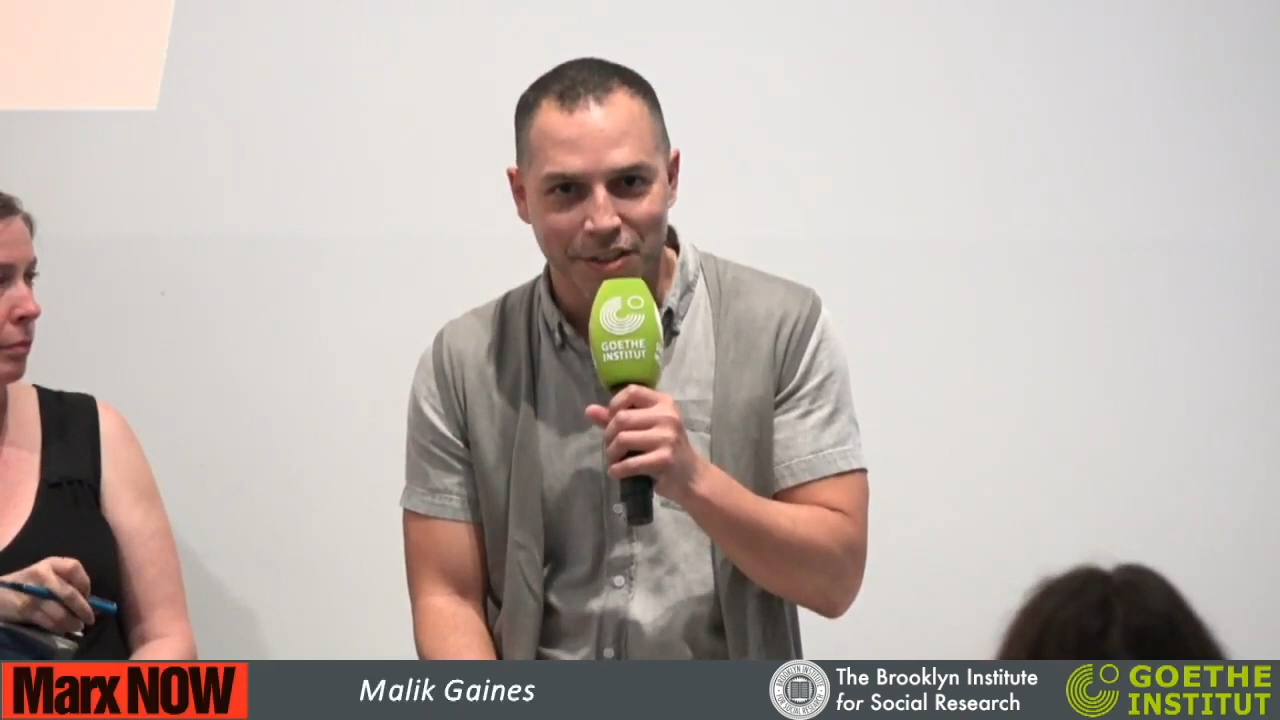 GOETHE
INSTITUT
Marx NOW
Malik Gaines
The Brooklyn Institute
for Social Research
GOETHE
INSTITUT